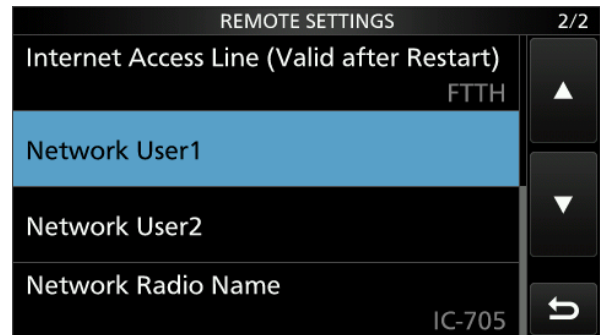 REMOTE SETTINGS 2/2
Internet Access Line (Valid after Restart)
FTTH
Network User1
Network User2
Network Radio Name
IC-705